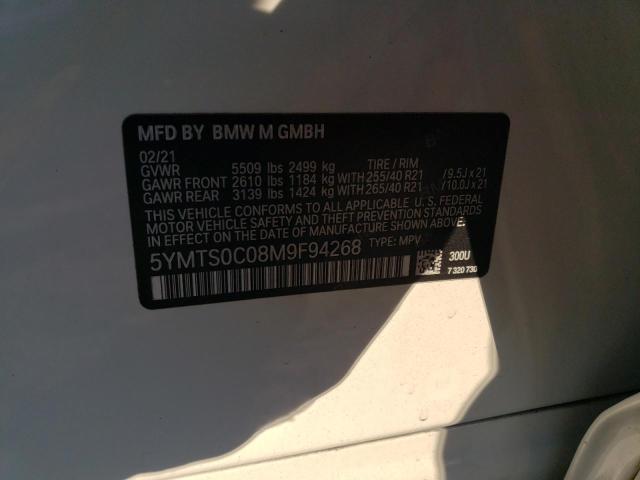 MFD BY BMW M GMBH
02/21
GVWR 5509 lbs 2499 kg TIRE / RIM
GAWR FRONT 2610 lbs 1184 kg WITH 255/40 R21 / 9.5J x 21
GAWR REAR 3139 lbs 1424 kg WITH 265/40 R21 / 10.0J x 21
THIS VEHICLE CONFORMS TO ALL APPLICABLE U. S. FEDERAL
MOTOR VEHICLE SAFETY, BUMPER, AND THEFT PREVENTION
STANDARDS IN EFFECT ON THE DATE OF MANUFACTURE SHOWN ABOVE.
5YMTS0C08M9F94268 TYPE: MPV
300U
7 320 730